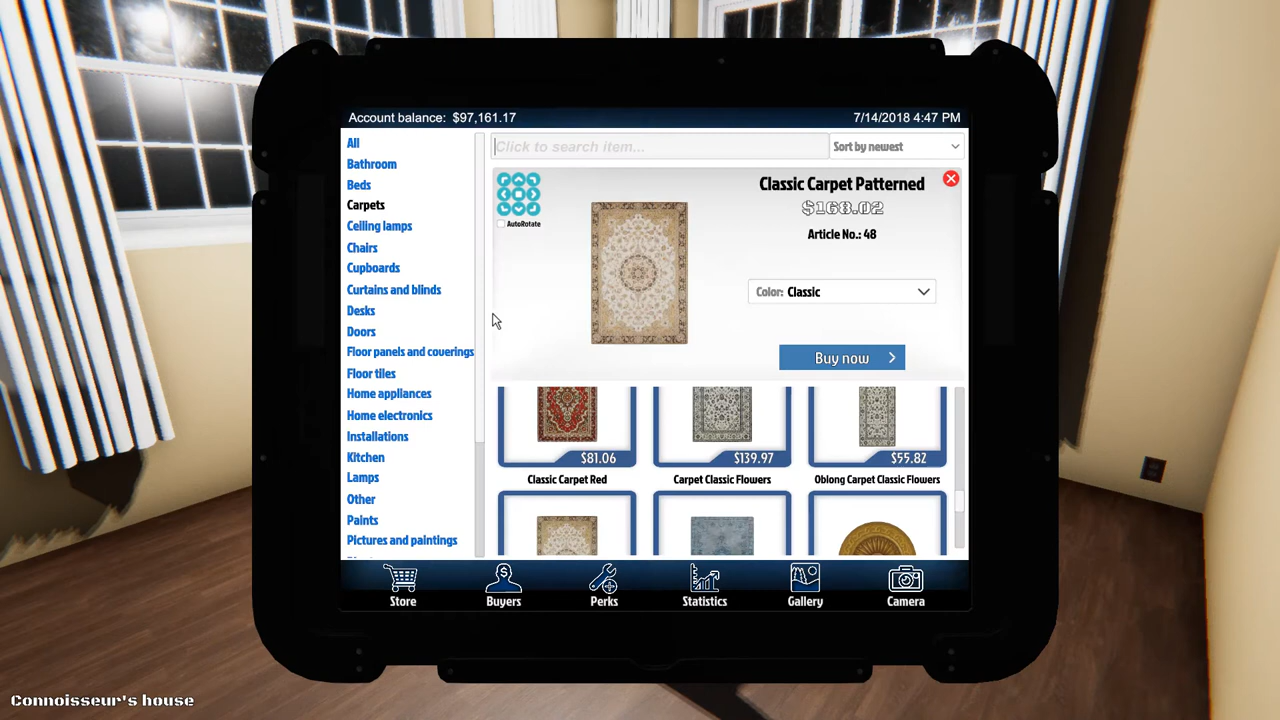 Account balance: $97,161.17
7/14/2018 4:47 PM
All
Bathroom
Beds
Carpets
Ceiling lamps
Chairs
Cupboards
Curtains and blinds
Desks
Doors
Floor panels and coverings
Floor tiles
Home appliances
Home electronics
Installations
Kitchen
Lamps
Other
Paints
Pictures and paintings
Click to search item...
Sort by newest
AutoRotate
Classic Carpet Patterned
$168.02
Article No.: 48
Color: Classic
Buy now
$81.06
$139.97
$55.82
Classic Carpet Red
Carpet Classic Flowers
Oblong Carpet Classic Flowers
Store
Buyers
Perks
Statistics
Gallery
Camera
Connoisseur's house